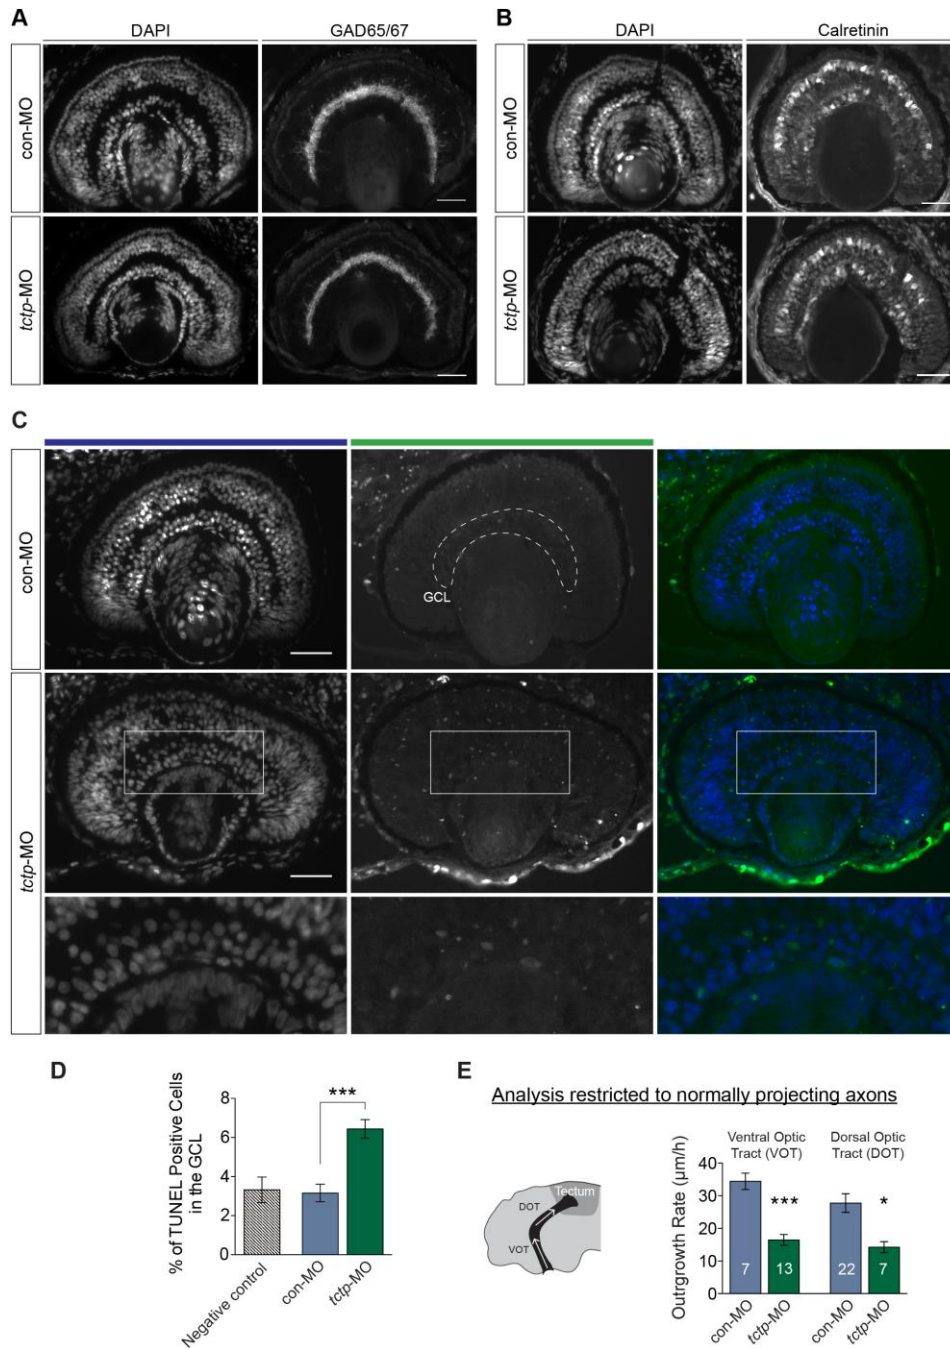 A
DAPI
GAD65/67
con-MO
tctp-MO
B
DAPI
Calretinin
con-MO
tctp-MO
C
con-MO
GCL
tctp-MO
D
% of TUNEL Positive Cells
in the GCL
8
6
4
2
0
***
Negative control
con-MO
tctp-MO
E
Analysis restricted to normally projecting axons
Tectum
DOT
VOT
Ventral Optic
Tract (VOT)
Dorsal Optic
Tract (DOT)
Outrgrowth Rate (μm/h)
40
30
20
10
0
***
*
7
13
22
7
con-MO
tctp-MO
con-MO
tctp-MO